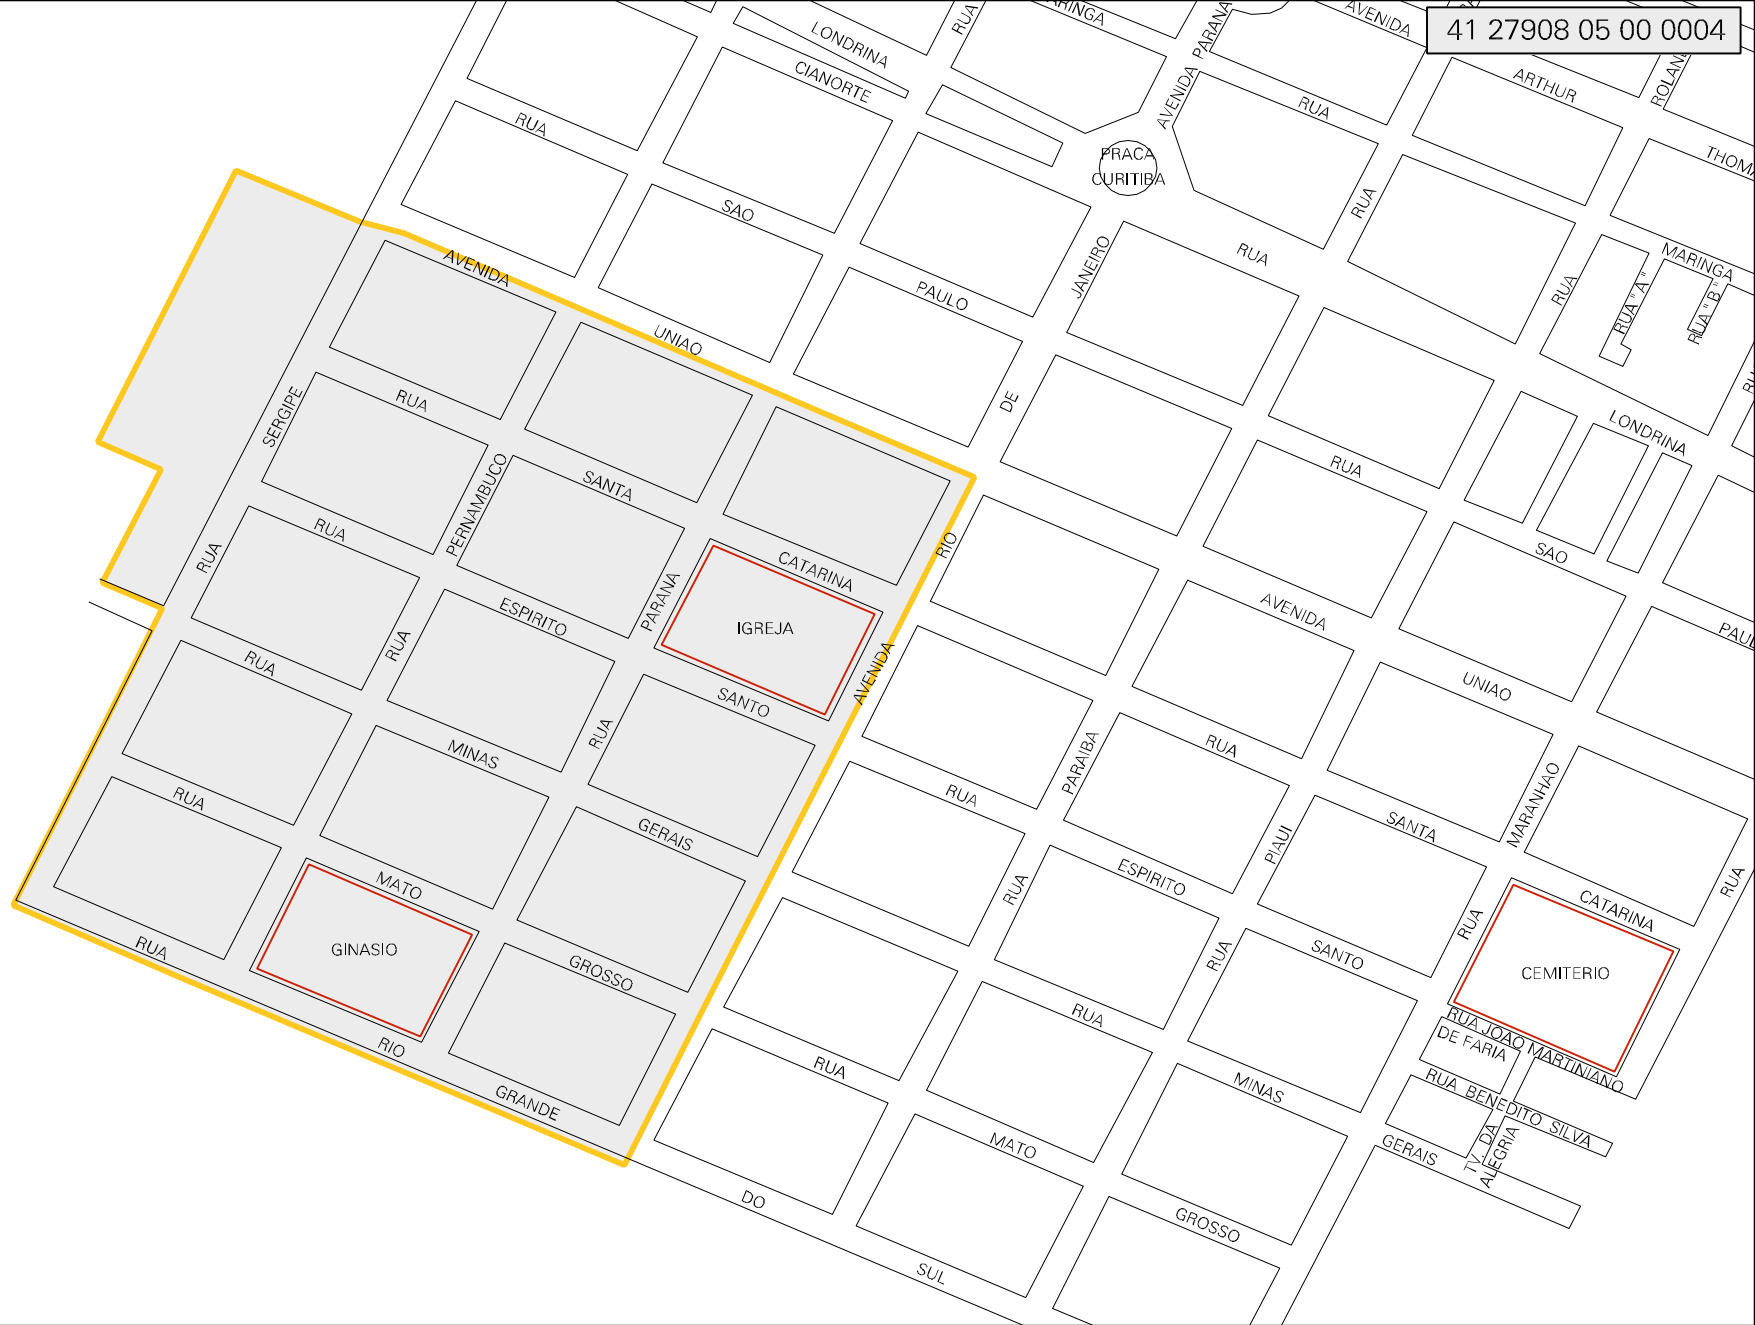 41 27908 05 00 0004
RUA
AVENIDA
LONDRINA
CIANORTE
AVENIDA PARANA
ARTHUR
RUA
RUA
PRACA
CURITIBA
MARINGA
SAO
RUA
JANEIRO
RUA
AVENIDA
RUA
RUA "A"
RUA "B"
PAULO
UNIAO
DE
RUA
SERGIPE
LONDRINA
RUA
SANTA
PERNAMBUCO
RUA
RUA
RIO
SAO
CATARINA
PARANA
ESPIRITO
AVENIDA
IGREJA
RUA
RUA
AVENIDA
UNIAO
SANTO
RUA
MINAS
RUA
PARAIBA
RUA
RUA
MARANHAO
GERAIS
PIAUI
SANTA
MATO
RUA
ESPIRITO
RUA
CATARINA
RUA
GINASIO
RUA
GROSSO
RUA
SANTO
CEMITERIO
RUA
RUA JOAO MARTINIANO
DE FARIA
RIO
RUA
MINAS
RUA BENEDITO SILVA
GRANDE
MATO
GERAIS
TV. DA
ALEGRIA
DO
GROSSO
SUL